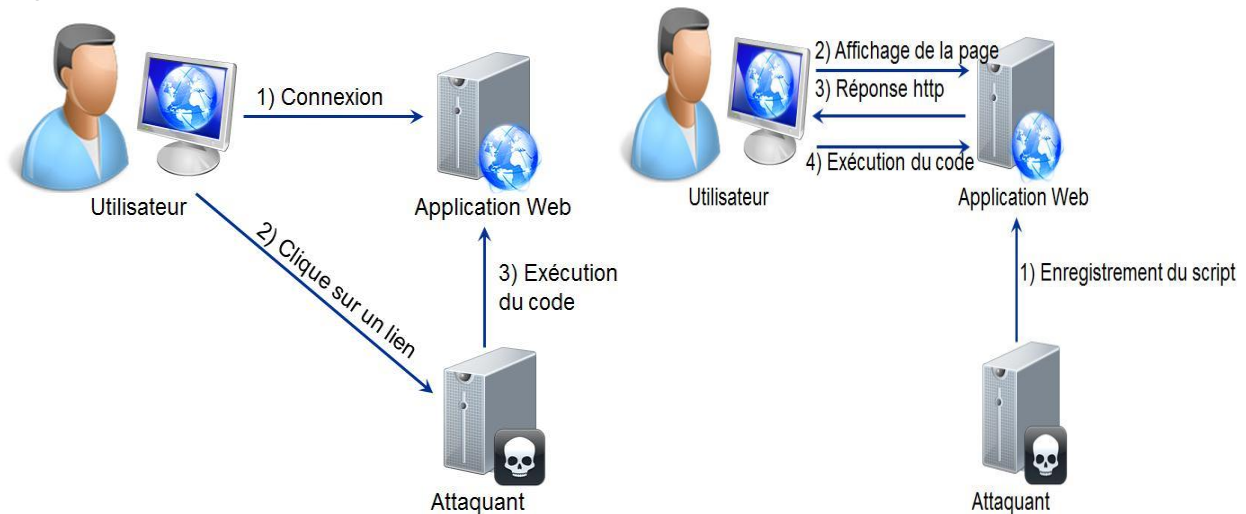 1) Connexion
Utilisateur
Application Web
2) Clique sur un lien
3) Exécution
du code
Attaquant
2) Affichage de la page
3) Réponse http
4) Exécution du code
Utilisateur
Application Web
1) Enregistrement du script
Attaquant